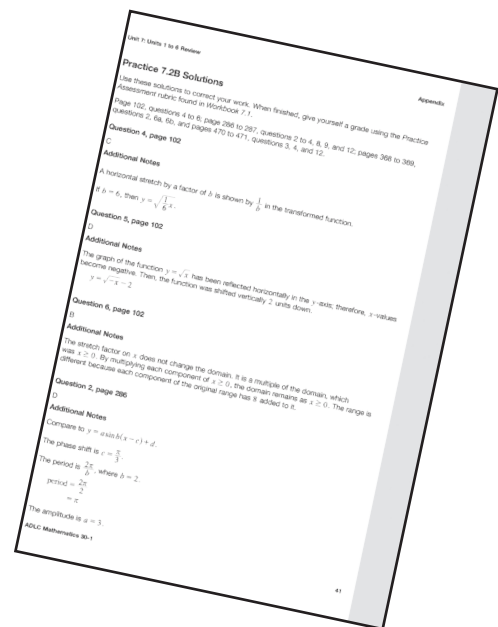 Unit 7: Units 1 to 6 Review
Appendix
Practice 7.2B Solutions
Use these solutions to correct your work. When finished, give yourself a grade using the Practice
Assessment rubric found in Workbook 7.1.
Page 102, questions 4 to 6; page 286 to 287, questions 2 to 4, 8, 9, and 12; pages 368 to 369,
questions 2, 6a, 6b, and pages 470 to 471, questions 3, 4, and 12.
Question 4, page 102
C
Additional Notes
A horizontal stretch by a factor of b is shown by 1/b in the transformed function.
If b = 6, then y = √(1/6 x).
Question 5, page 102
D
Additional Notes
The graph of the function y = √x has been reflected horizontally in the y-axis; therefore, x-values
become negative. Then, the function was shifted vertically 2 units down.
y = √-x - 2
Question 6, page 102
B
Additional Notes
The stretch factor on x does not change the domain. It is a multiple of the domain, which
was x ≥ 0. By multiplying each component of x ≥ 0, the domain remains as x ≥ 0. The range is
different because each component of the original range has 8 added to it.
Question 2, page 286
D
Additional Notes
Compare to y = a sin b(x - c) + d.
The phase shift is c = π/3.
The period is 2π/b, where b = 2.
period = 2π/2
= π
The amplitude is a = 3.
ADLC Mathematics 30-1
41